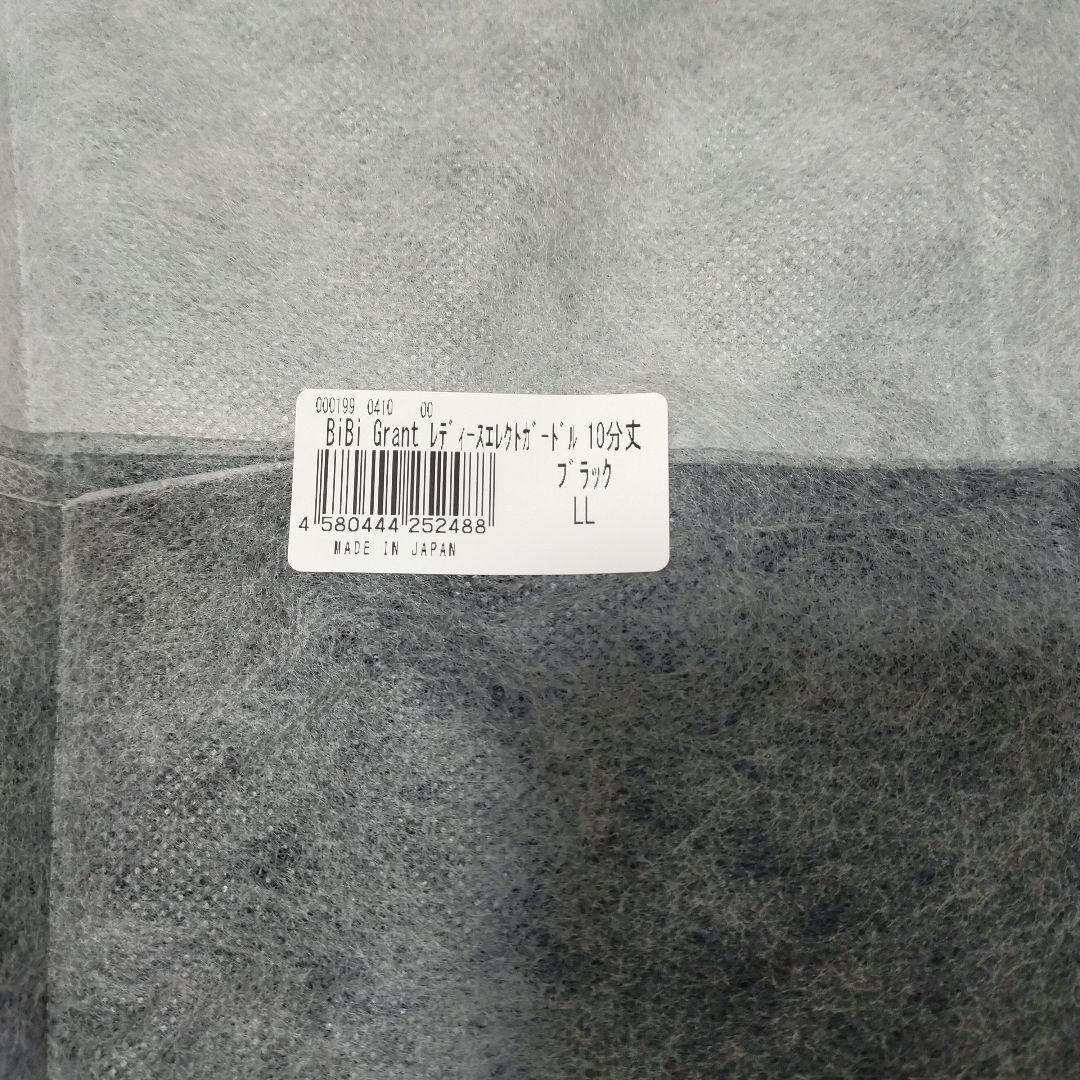 000199 0410 00
BiBi Grant ﾚﾃﾞｨｰｽｴﾚｸﾄｶﾞｰﾄﾞﾙ 10分丈
ﾌﾞﾗｯｸ
LL
4 580444 252488
MADE IN JAPAN